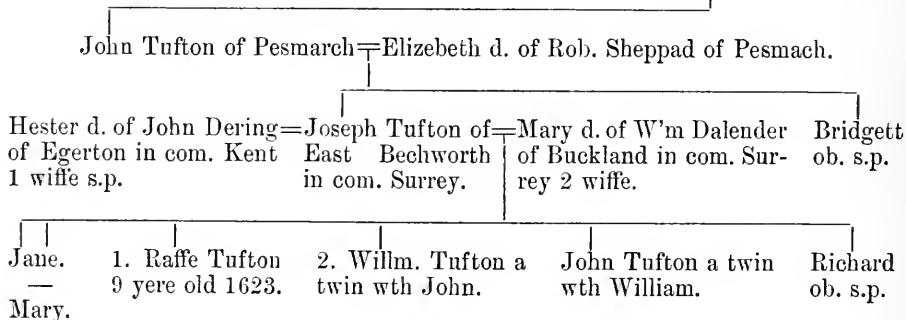 John Tufton of Pesmarch=Elizebeth d. of Rob. Sheppad of Pesmach.
Hester d. of John Dering=Joseph Tufton of=Mary d. of W'm Dalender Bridgett
of Egerton in com. Kent East Bechworth of Buckland in com. Sur- ob. s.p.
1 wiffe s.p. in com. Surrey. rey 2 wiffe.
Jane. 1. Raffe Tufton 2. Willm. Tufton a John Tufton a twin Richard
— 9 yere old 1623. twin wth John. wth William. ob. s.p.
Mary.